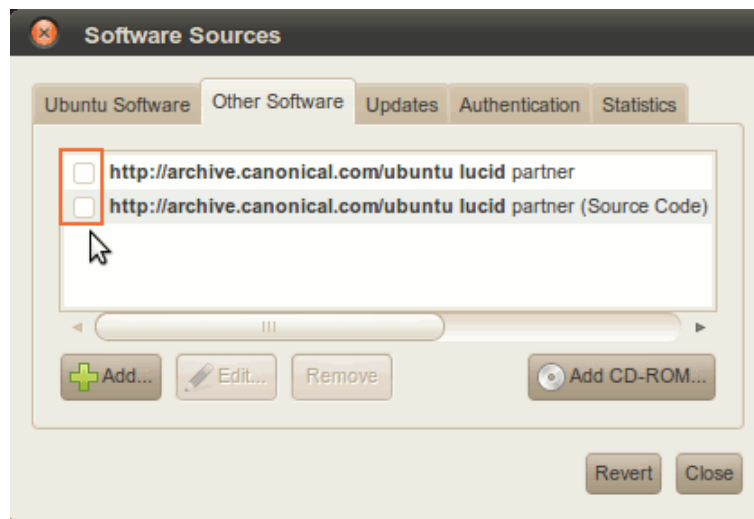 Software Sources
Ubuntu Software Other Software Updates Authentication Statistics
http://archive.canonical.com/ubuntu lucid partner
http://archive.canonical.com/ubuntu lucid partner (Source Code)
Add... Edit... Remove Add CD-ROM...
Revert Close